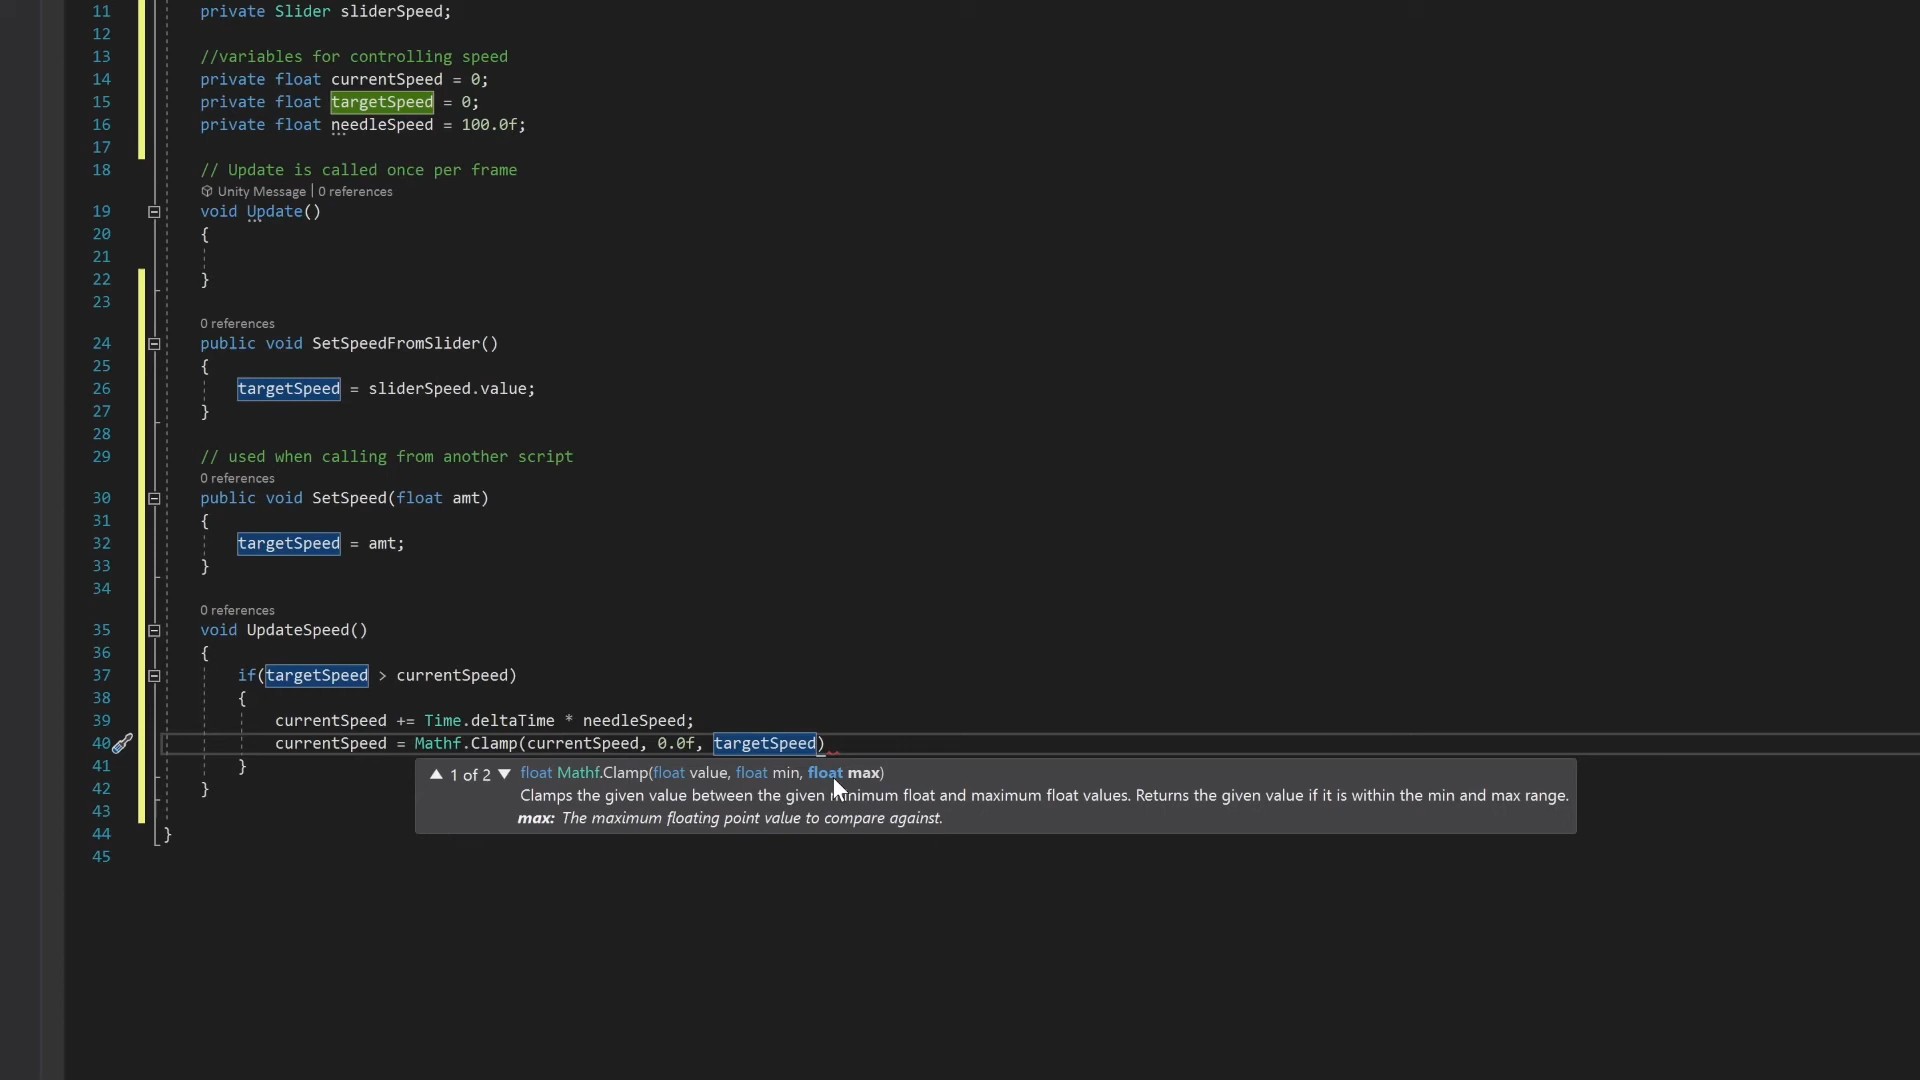 11 private Slider sliderSpeed;
12
13 //variables for controlling speed
14 private float currentSpeed = 0;
15 private float targetSpeed = 0;
16 private float needleSpeed = 100.0f;
17
18 // Update is called once per frame
Unity Message | 0 references
19 void Update()
20 {
21
22 }
23
0 references
24 public void SetSpeedFromSlider()
25 {
26 targetSpeed = sliderSpeed.value;
27 }
28
29 // used when calling from another script
0 references
30 public void SetSpeed(float amt)
31 {
32 targetSpeed = amt;
33 }
34
0 references
35 void UpdateSpeed()
36 {
37 if(targetSpeed > currentSpeed)
38 {
39 currentSpeed += Time.deltaTime * needleSpeed;
40 currentSpeed = Mathf.Clamp(currentSpeed, 0.0f, targetSpeed)
41 }
▲ 1 of 2 ▼ float Mathf.Clamp(float value, float min, float max)
42 }
Clamps the given value between the given minimum float and maximum float values. Returns the given value if it is within the min and max range.
43
max: The maximum floating point value to compare against.
44 }
45